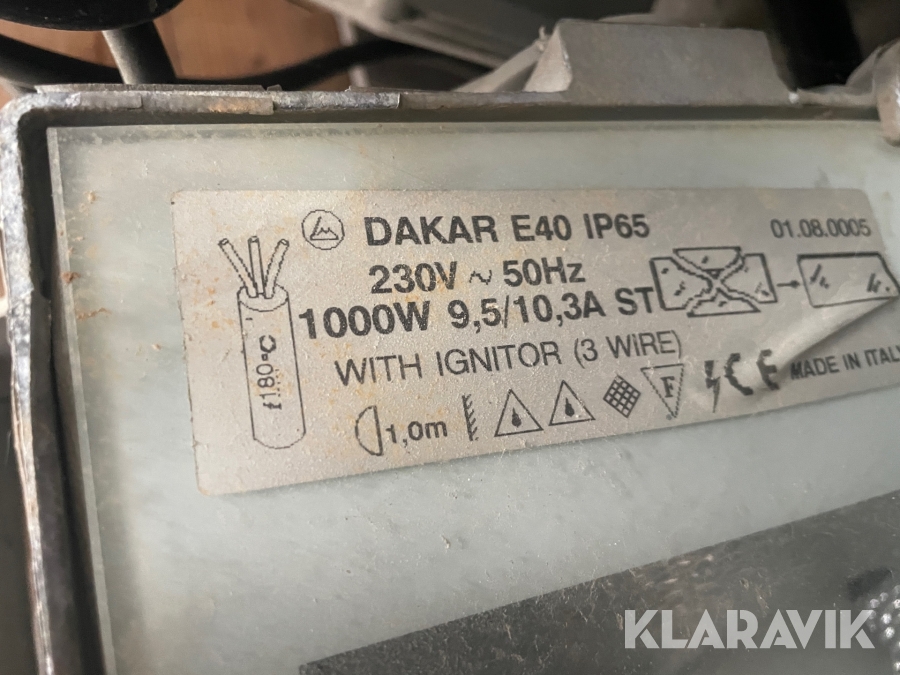 DAKAR E40 IP65
01.08.0005
230V ~ 50Hz
1000W 9,5/10,3A ST
WITH IGNITOR (3 WIRE)
t180°C
1,0m
F
CE
MADE IN ITALY
KLARAVIK